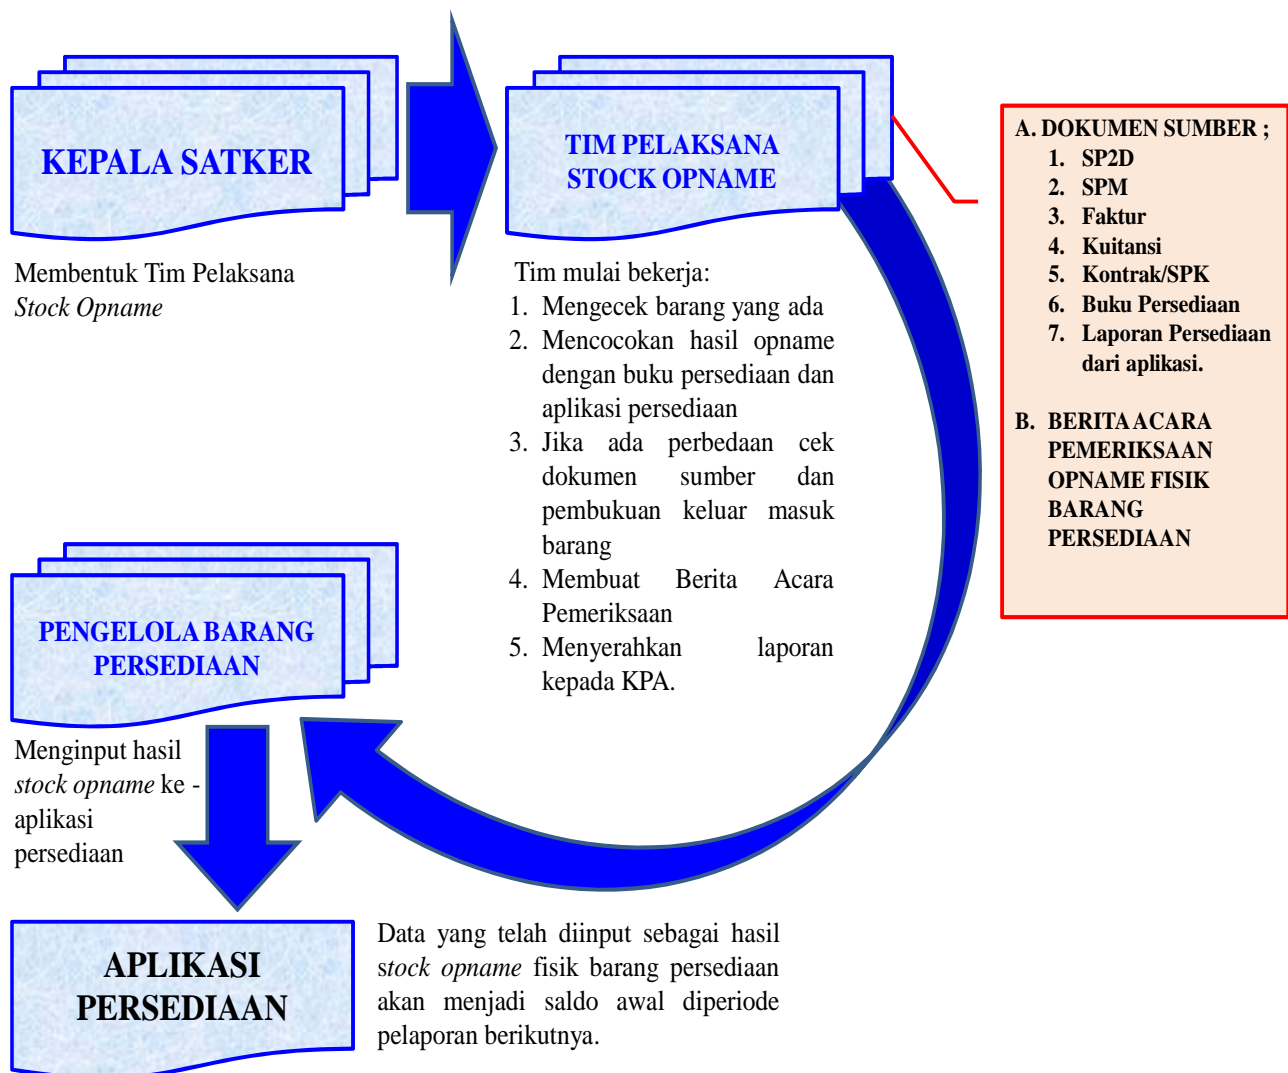 KEPALA SATKER
Membentuk Tim Pelaksana
Stock Opname
TIM PELAKSANA
STOCK OPNAME
Tim mulai bekerja:
1. Mengecek barang yang ada
2. Mencocokan hasil opname
dengan buku persediaan dan
aplikasi persediaan
3. Jika ada perbedaan cek
dokumen sumber dan
pembukuan keluar masuk
barang
4. Membuat Berita Acara
Pemeriksaan
5. Menyerahkan laporan
kepada KPA.
A. DOKUMEN SUMBER ;
1. SP2D
2. SPM
3. Faktur
4. Kuitansi
5. Kontrak/SPK
6. Buku Persediaan
7. Laporan Persediaan
dari aplikasi.
B. BERITA ACARA
PEMERIKSAAN
OPNAME FISIK
BARANG
PERSEDIAAN
PENGELOLA BARANG
PERSEDIAAN
Menginput hasil
stock opname ke -
aplikasi
persediaan
APLIKASI
PERSEDIAAN
Data yang telah diinput sebagai hasil
stock opname fisik barang persediaan
akan menjadi saldo awal diperiode
pelaporan berikutnya.